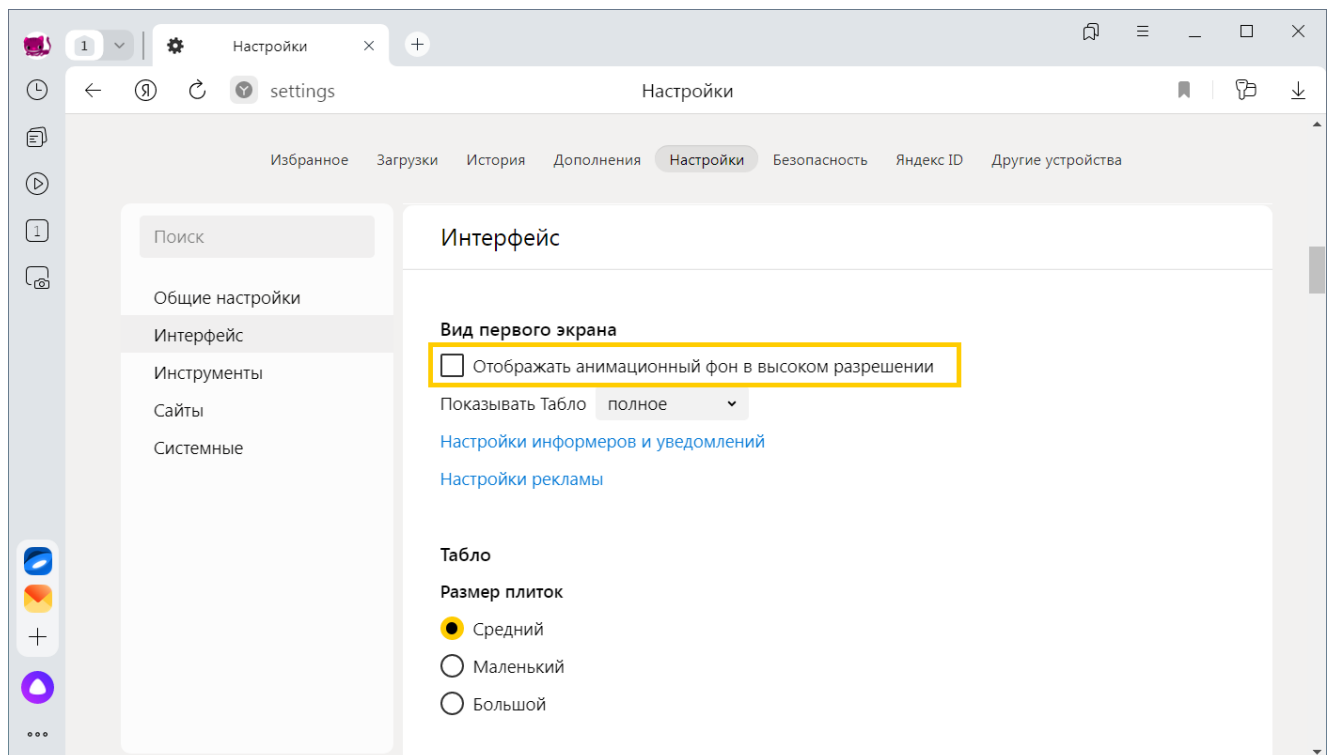 1
Настройки
Я
Y
settings
Настройки
Избранное Загрузки История Дополнения Настройки Безопасность Яндекс ID Другие устройства
1
Поиск
Общие настройки
Интерфейс
Инструменты
Сайты
Системные
Интерфейс
Вид первого экрана
Отображать анимационный фон в высоком разрешении
Показывать Табло полное
Настройки информеров и уведомлений
Настройки рекламы
Табло
Размер плиток
Средний
Маленький
Большой